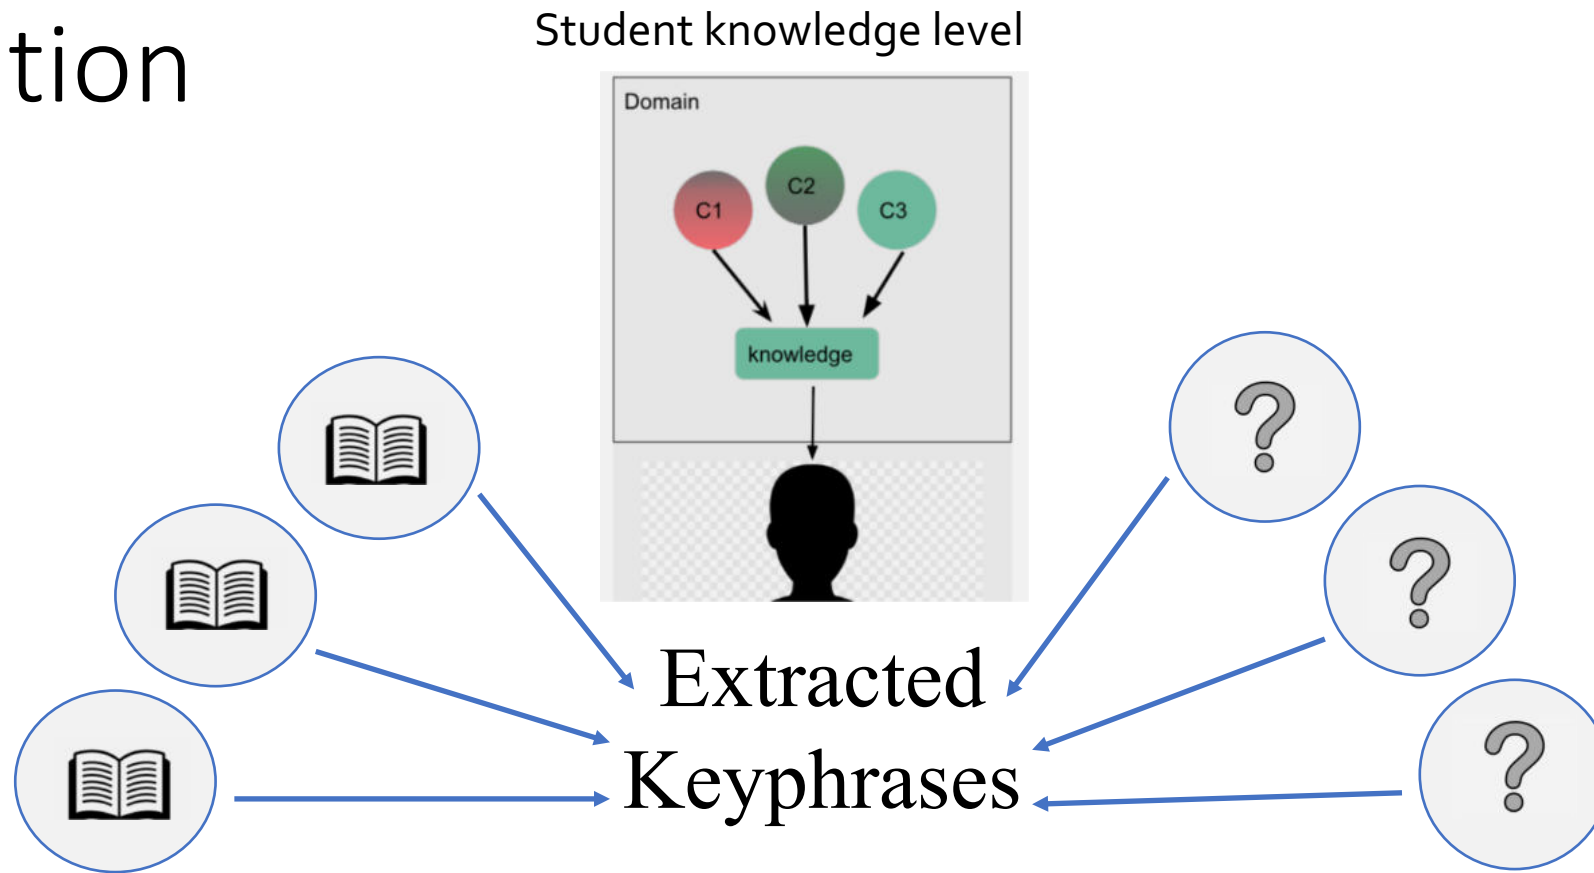 tion
Student knowledge level
Domain
C1
C2
C3
knowledge
?
?
?
Extracted
Keyphrases